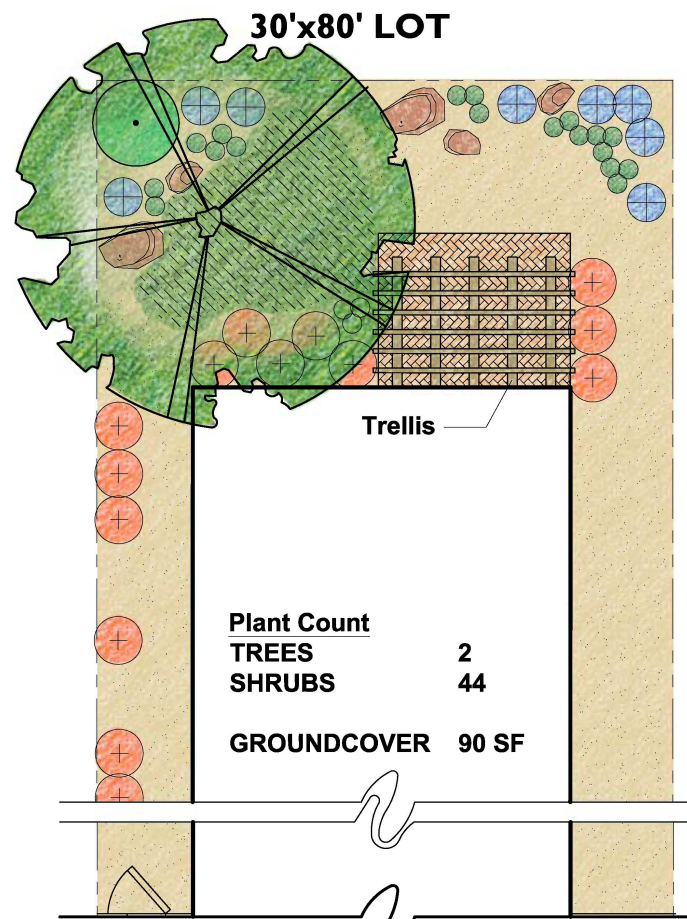 30'x80' LOT
Trellis
Plant Count
TREES 2
SHRUBS 44
GROUNDCOVER 90 SF